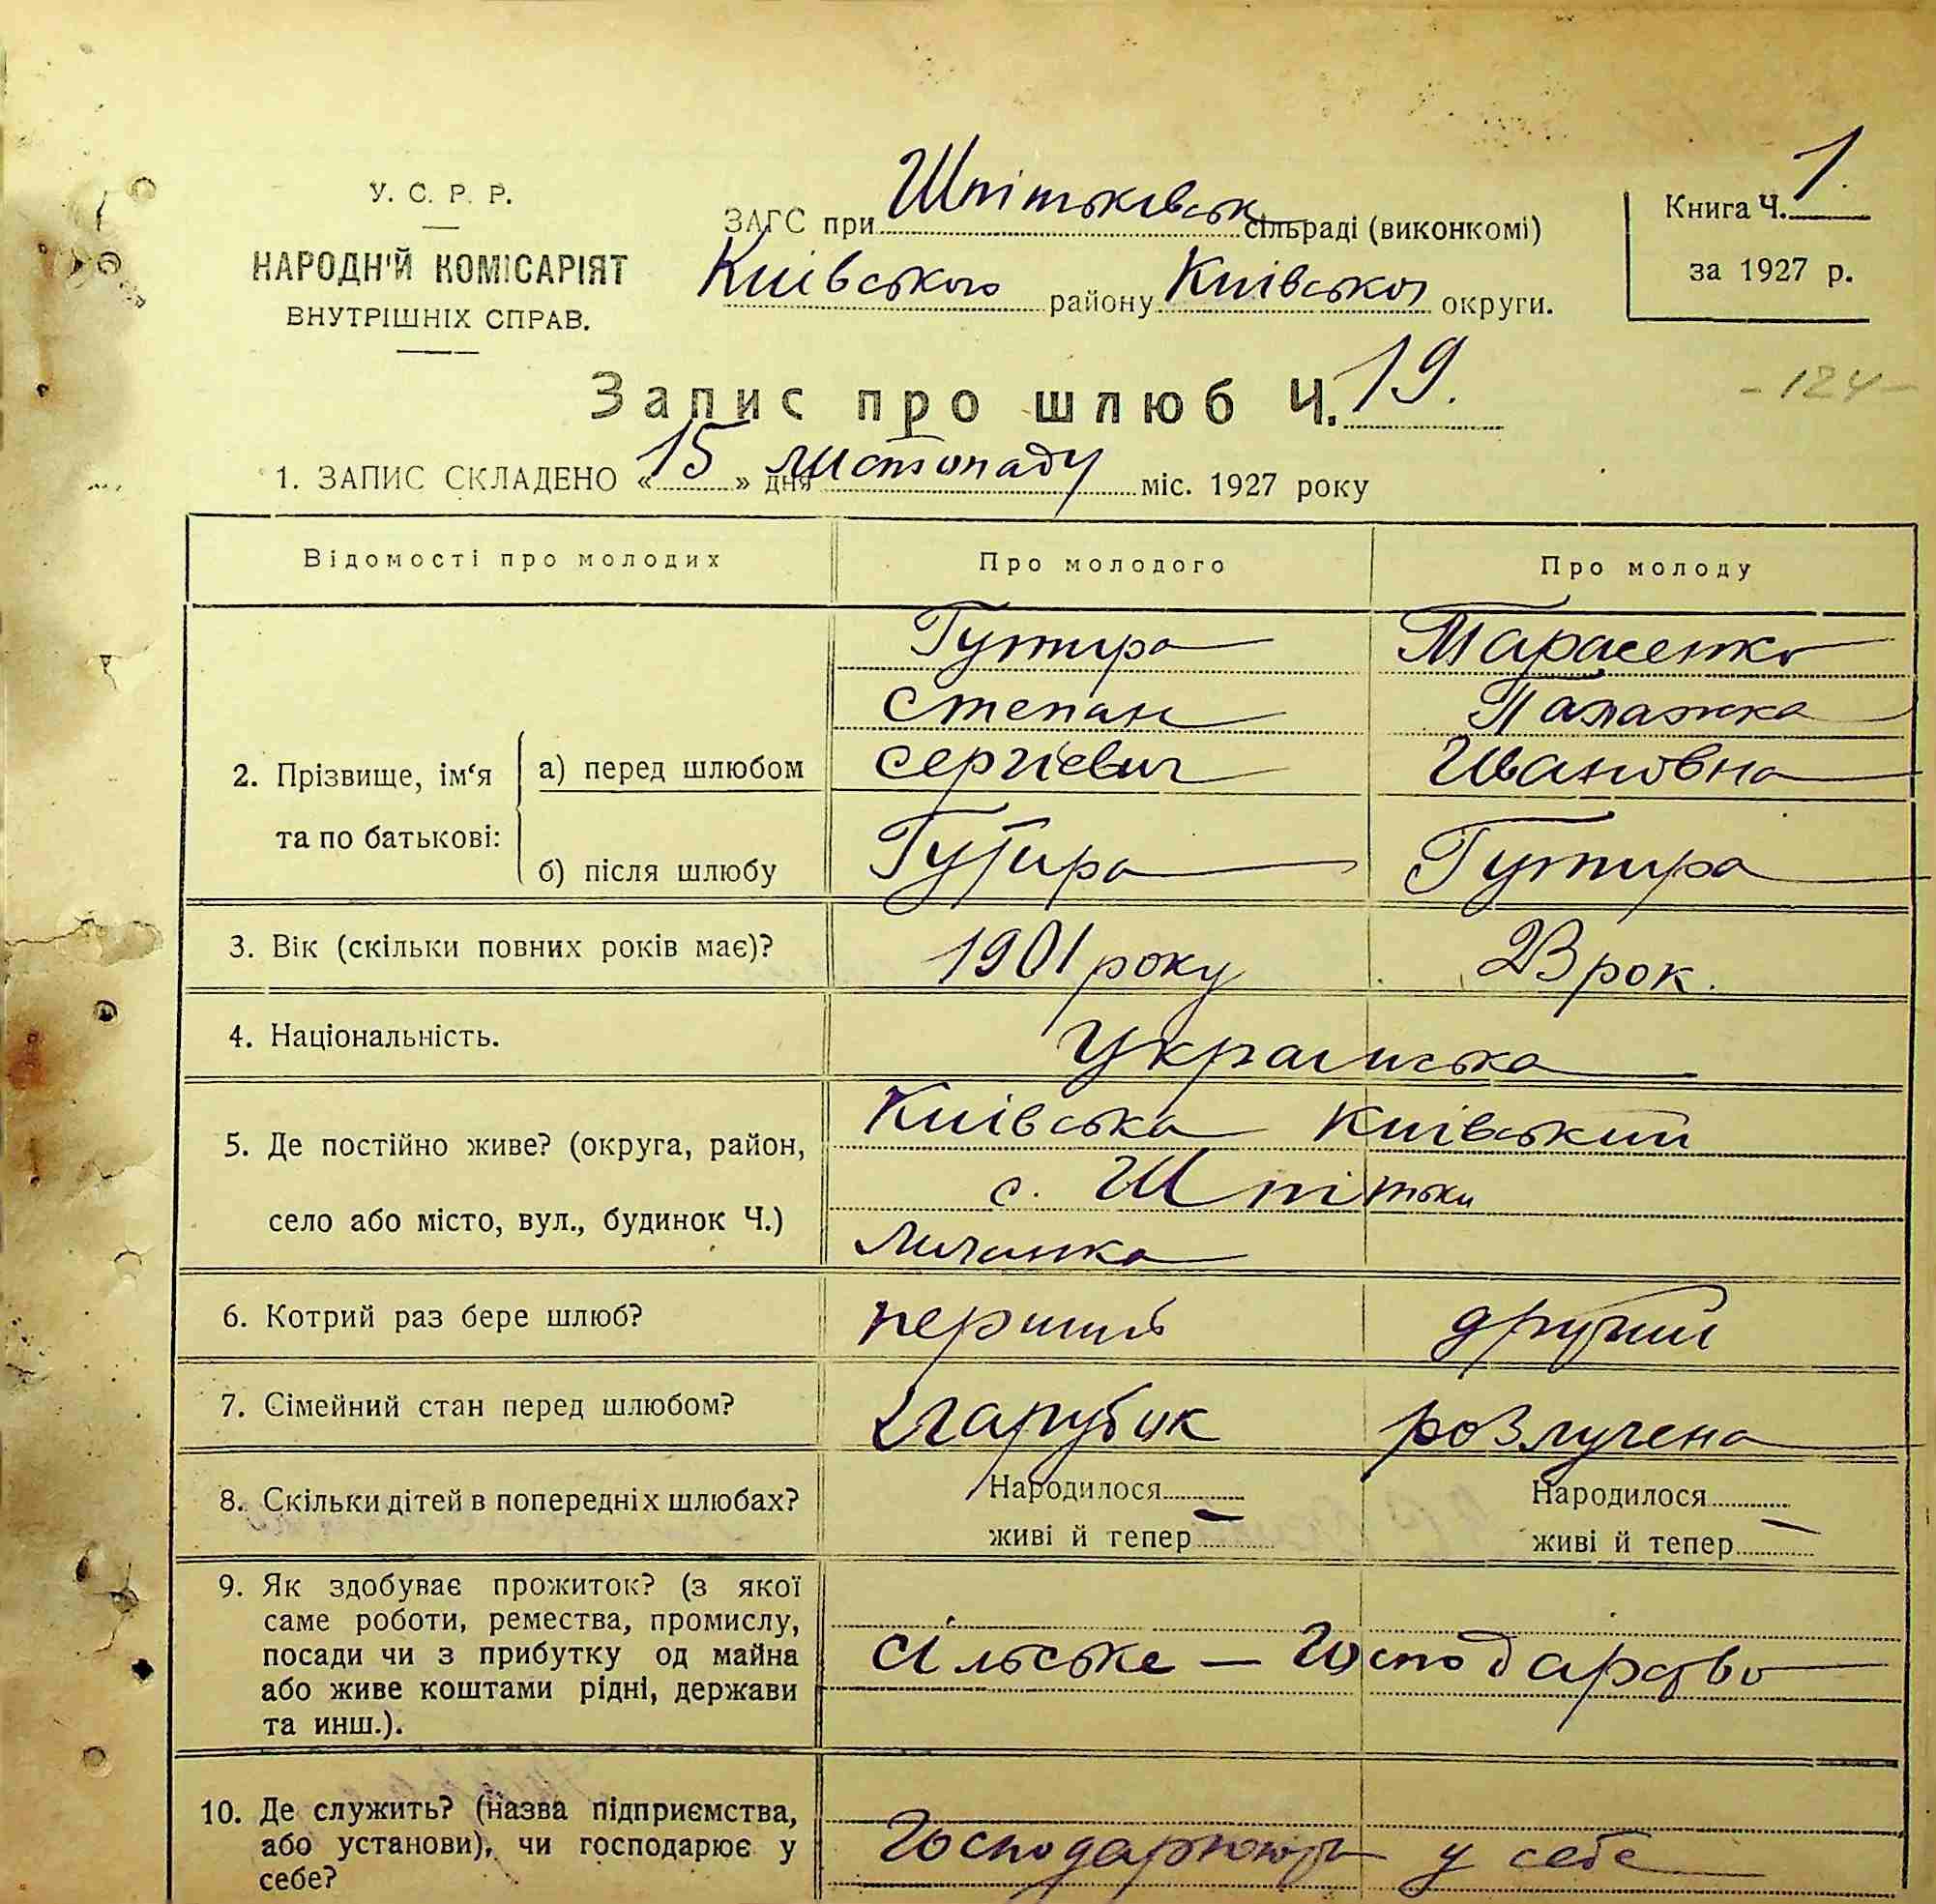 У. С. Р. Р.
НАРОДН'Й КОМІСАРІЯТ
ВНУТРІШНІХ СПРАВ.
ЗАГС при Шпітьківськ сільраді (виконкомі)
Київського району Київської округи.
Книга Ч. 1.
за 1927 р.
Запис про шлюб Ч. 19.
-124-
1. ЗАПИС СКЛАДЕНО «15» дня листопаду міс. 1927 року
Відомості про молодих Про молодого Про молоду
2. Прізвище, ім‘я та по батькові:
а) перед шлюбом
Гутира Тарасенко
Степан Палажка
Сергієвич Ивановна
б) після шлюбу Гутира Гутира
3. Вік (скільки повних років має)? 1901 року 23 рок.
4. Національність. Українська
5. Де постійно живе? (округа, район,
село або місто, вул., будинок Ч.)
Київська Київський
с. Шпітьки
Личанка
6. Котрий раз бере шлюб? перший другий
7. Сімейний стан перед шлюбом? парубик розлучена
8. Скільки дітей в попередніх шлюбах? Народилося Народилося
живі й тепер — живі й тепер —
9. Як здобуває прожиток? (з якої
саме роботи, ремества, промислу,
посади чи з прибутку од майна
або живе коштами рідні, держави
та инш.).
сільське — Господарство
10. Де служить? (назва підприємства,
або установи), чи господарює у
себе?
Господарюють у себе